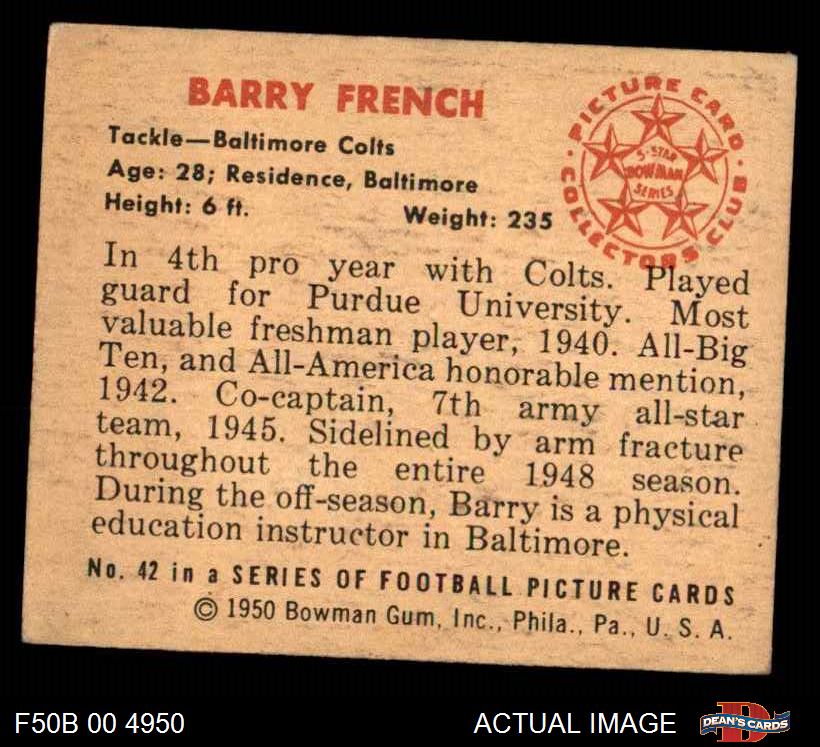 BARRY FRENCH
Tackle—Baltimore Colts
Age: 28; Residence, Baltimore
Height: 6 ft. Weight: 235
PICTURE CARD
COLLECTORS CLUB
5-STAR
BOWMAN
SERIES
In 4th pro year with Colts. Played
guard for Purdue University. Most
valuable freshman player, 1940. All-Big
Ten, and All-America honorable mention,
1942. Co-captain, 7th army all-star
team, 1945. Sidelined by arm fracture
throughout the entire 1948 season.
During the off-season, Barry is a physical
education instructor in Baltimore.
No. 42 in a SERIES OF FOOTBALL PICTURE CARDS
© 1950 Bowman Gum, Inc., Phila., Pa., U. S. A.
F50B 00 4950
ACTUAL IMAGE
D
DEAN'S CARDS